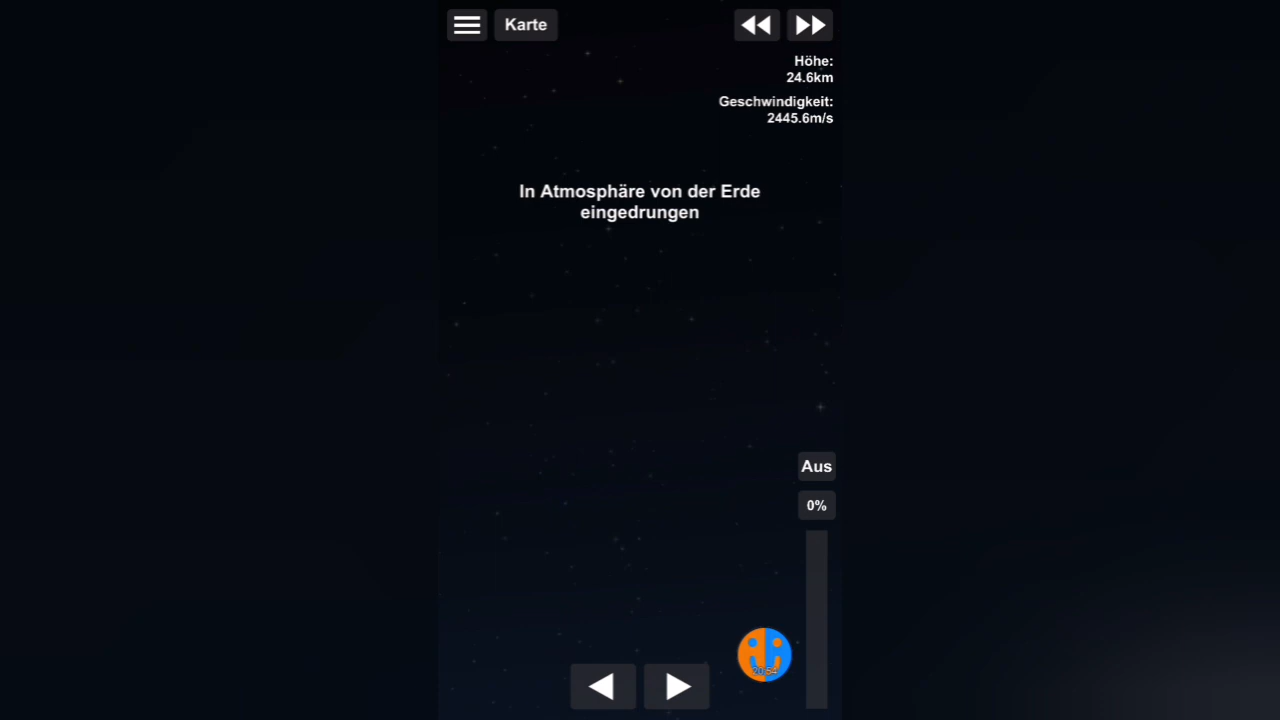 Karte
Höhe:
24.6km
Geschwindigkeit:
2445.6m/s
In Atmosphäre von der Erde
eingedrungen
Aus
0%